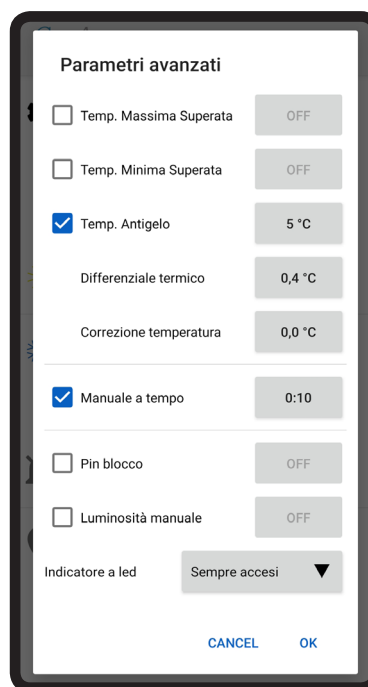 Parametri avanzati
Temp. Massima Superata OFF
Temp. Minima Superata OFF
Temp. Antigelo 5 °C
Differenziale termico 0,4 °C
Correzione temperatura 0,0 °C
Manuale a tempo 0:10
Pin blocco OFF
Luminosità manuale OFF
Indicatore a led Sempre accesi
CANCEL OK